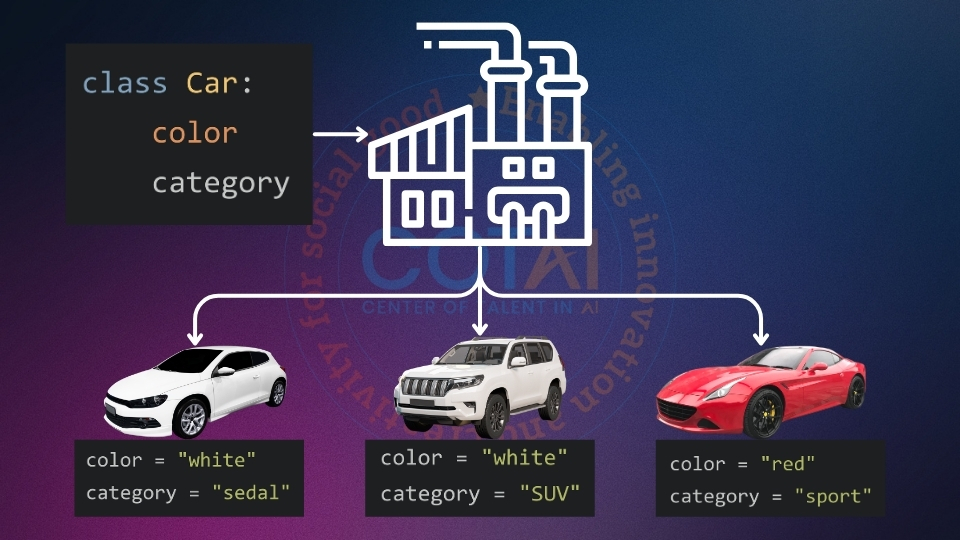 class Car:
color
category
Enabling innovation
and creativity for social good
COTAI
CENTER OF TALENT IN AI
color = "white"
category = "sedal"
color = "white"
category = "SUV"
color = "red"
category = "sport"